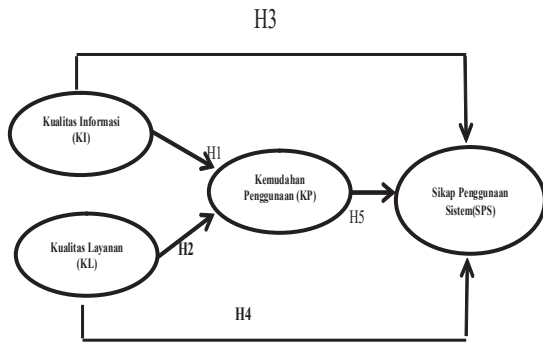 H3
Kualitas Informasi
(KI)
H1
Kemudahan
Penggunaan (KP)
Sikap Penggunaan
Sistem(SPS)
H5
Kualitas Layanan
(KL)
H2
H4